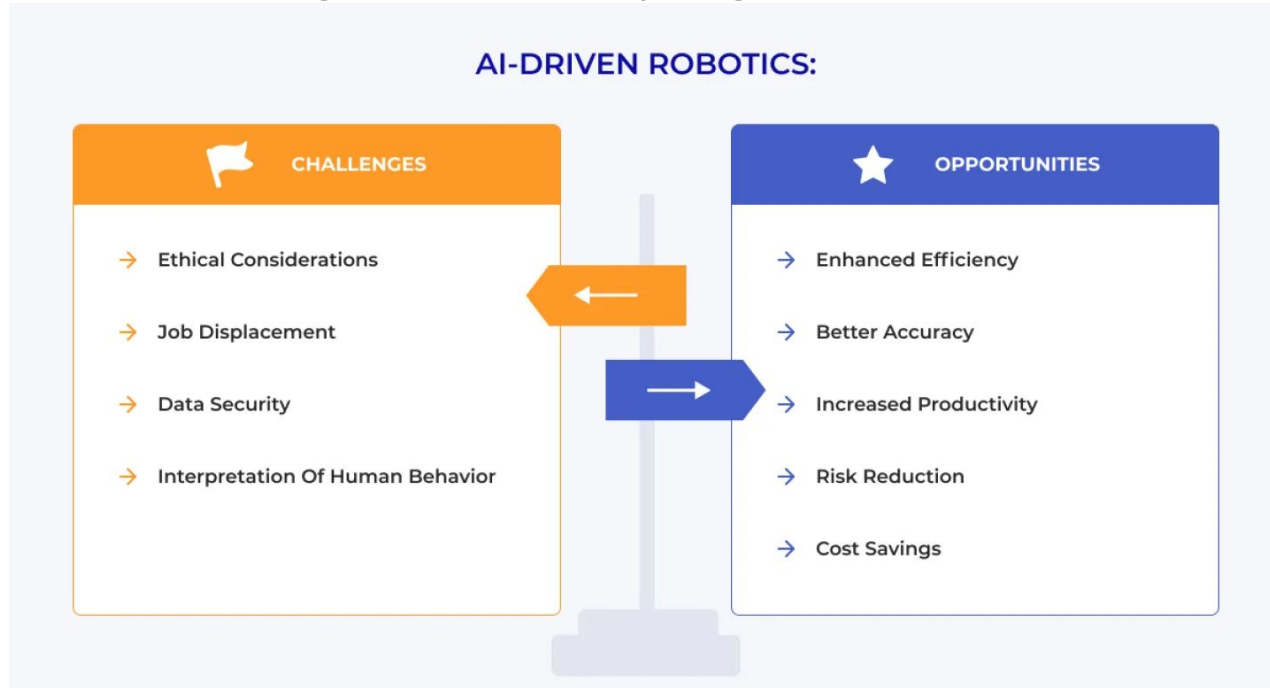 AI-DRIVEN ROBOTICS:
CHALLENGES
Ethical Considerations
Job Displacement
Data Security
Interpretation Of Human Behavior
OPPORTUNITIES
Enhanced Efficiency
Better Accuracy
Increased Productivity
Risk Reduction
Cost Savings